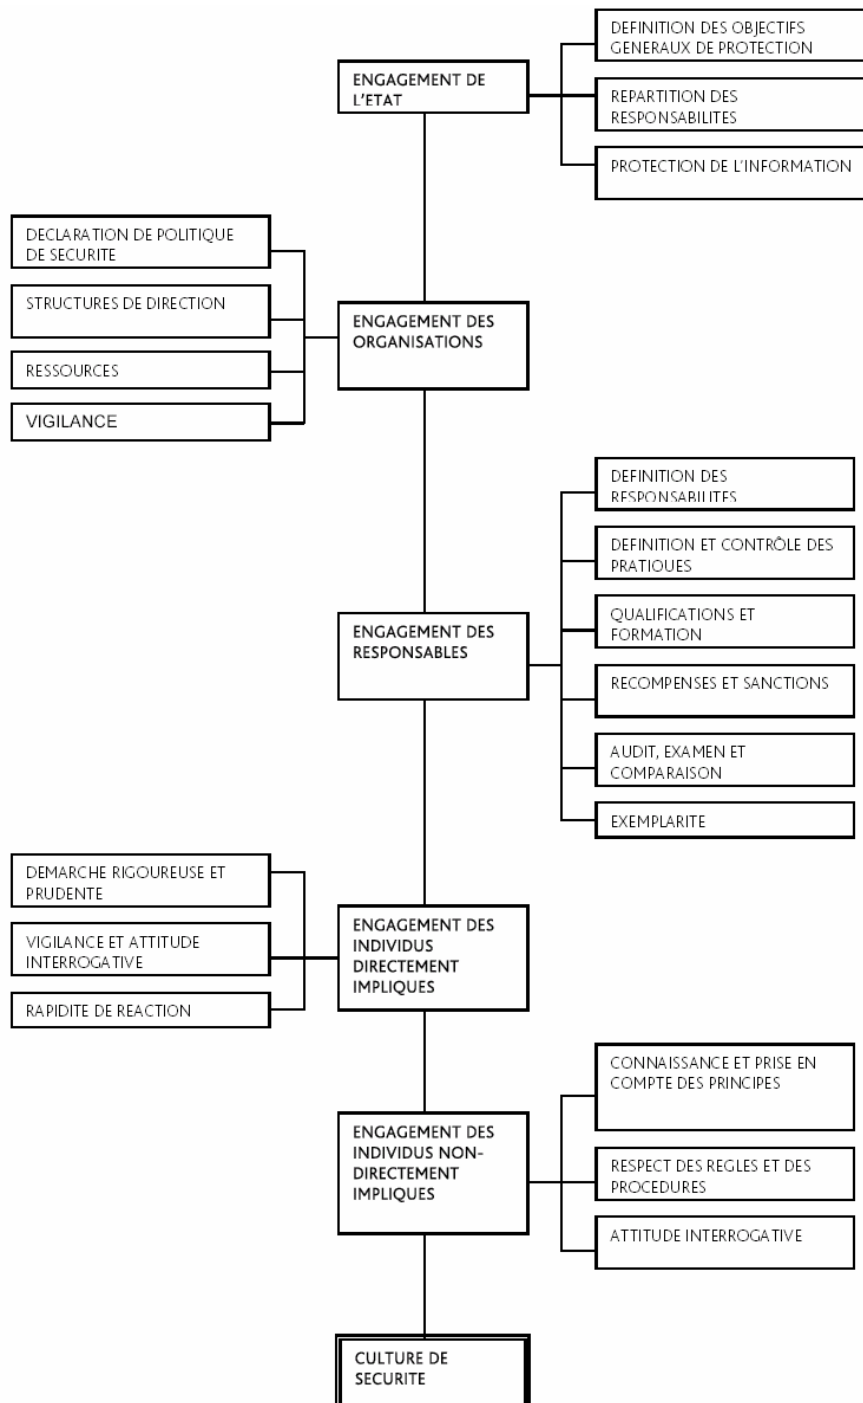 ENGAGEMENT DE
L'ETAT
DEFINITION DES OBJECTIFS
GENERAUX DE PROTECTION
REPARTITION DES
RESPONSABILITES
PROTECTION DE L'INFORMATION
DECLARATION DE POLITIQUE
DE SECURITE
STRUCTURES DE DIRECTION
RESSOURCES
VIGILANCE
ENGAGEMENT DES
ORGANISATIONS
ENGAGEMENT DES
RESPONSABLES
DEFINITION DES
RESPONSABILITES
DEFINITION ET CONTRÔLE DES
PRATIQUES
QUALIFICATIONS ET
FORMATION
RECOMPENSES ET SANCTIONS
AUDIT, EXAMEN ET
COMPARAISON
EXEMPLARITE
DEMARCHE RIGOUREUSE ET
PRUDENTE
VIGILANCE ET ATTITUDE
INTERROGATIVE
RAPIDITE DE REACTION
ENGAGEMENT DES
INDIVIDUS
DIRECTEMENT
IMPLIQUES
ENGAGEMENT DES
INDIVIDUS NON-
DIRECTEMENT
IMPLIQUES
CONNAISSANCE ET PRISE EN
COMPTE DES PRINCIPES
RESPECT DES REGLES ET DES
PROCEDURES
ATTITUDE INTERROGATIVE
CULTURE DE
SECURITE